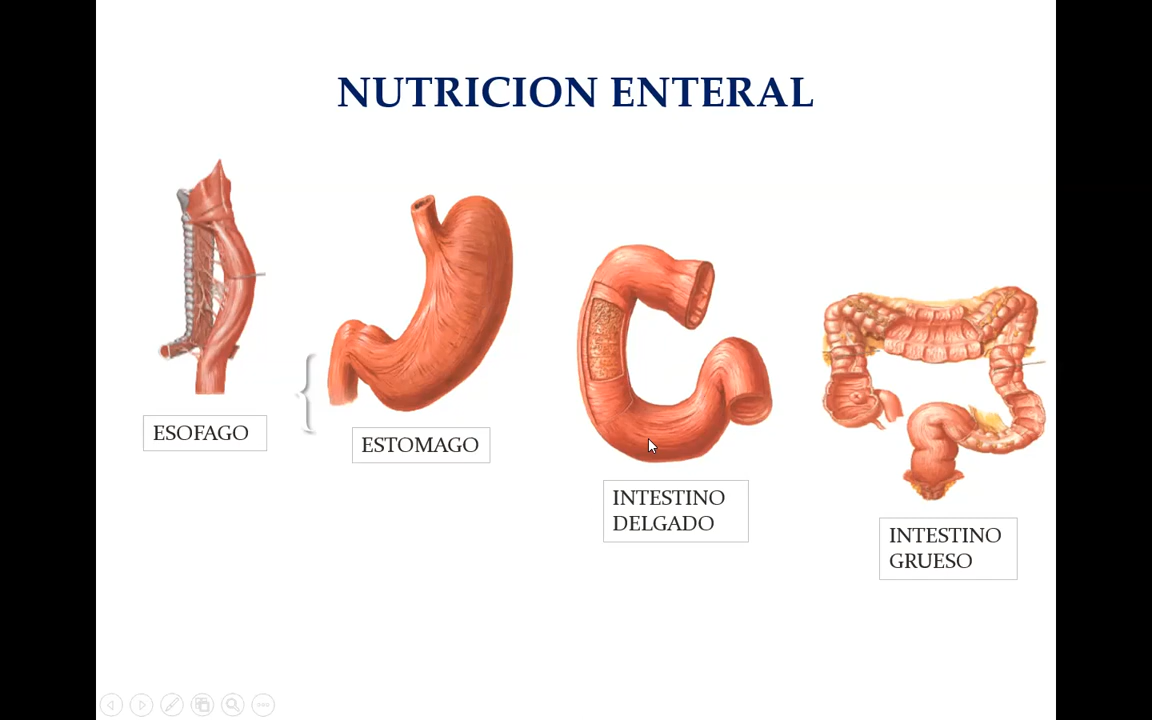 NUTRICION ENTERAL
ESOFAGO
ESTOMAGO
INTESTINO
DELGADO
INTESTINO
GRUESO